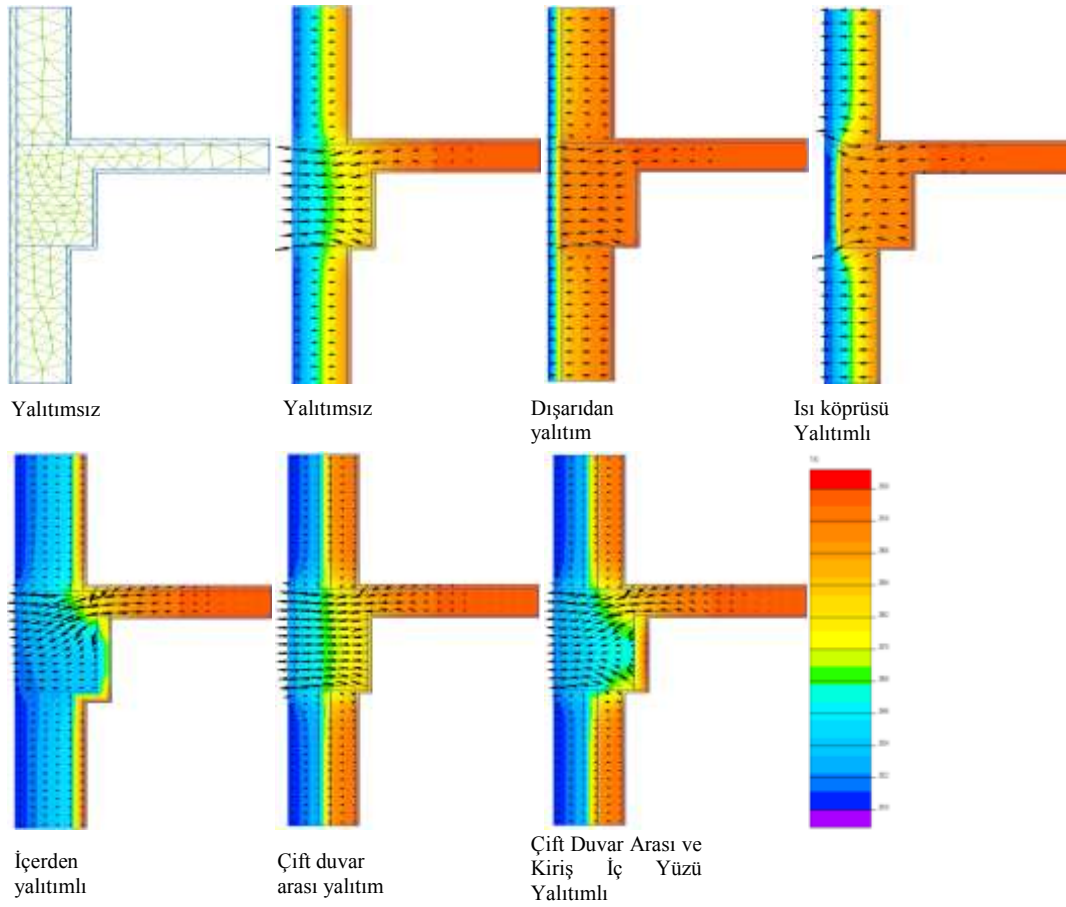 Yalıtımsız
Yalıtımsız
Dışarıdan
yalıtım
Isı köprüsü
Yalıtımlı
İçerden
yalıtımlı
Çift duvar
arası yalıtım
Çift Duvar Arası ve
Kiriş İç Yüzü
Yalıtımlı